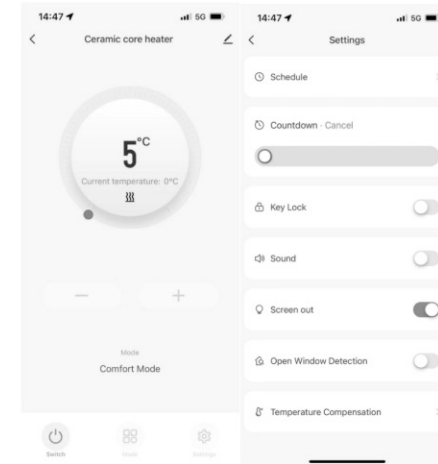 14:47
5G
Ceramic core heater
5°C
Current temperature: 0°C
Mode
Comfort Mode
Switch
Mode
Settings
14:47
5G
Settings
Schedule
Countdown - Cancel
Key Lock
Sound
Screen out
Open Window Detection
Temperature Compensation